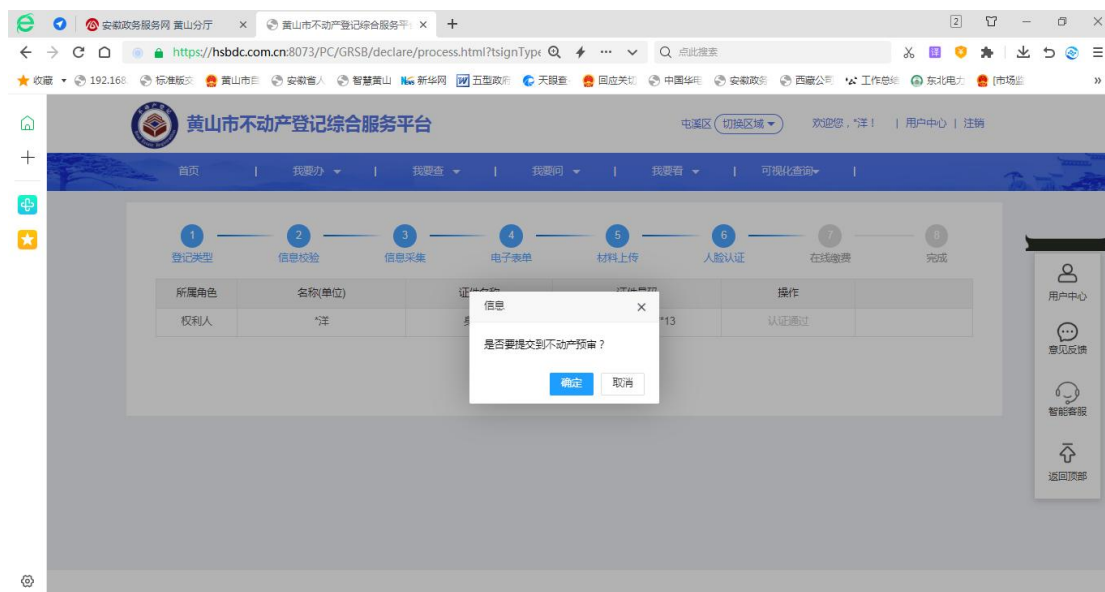 安徽政务服务网 黄山分厅
黄山市不动产登记综合服务平
2
https://hsbdc.com.cn:8073/PC/GRSB/declare/process.html?tsignType
点此搜索
收藏 192.168 标准版 黄山市 安徽省人 智慧黄山 News 新华网 五型政府 天眼查 回应关切 中国华电 安徽政务 西藏公司 工作总结 东北电力 [市场监
黄山市不动产登记综合服务平台
屯溪区 切换区域 欢迎您，*洋！ | 用户中心 | 注销
首页 | 我要办 | 我要查 | 我要问 | 我要看 | 可视化查询 |
1 2 3 4 5 6 7 8
登记类型 信息校验 信息采集 电子表单 材料上传 人脸认证 在线缴费 完成
所属角色 名称(单位) 操作
权利人 *洋 *13 认证通过
信息
是否要提交到不动产预审？
确定 取消
用户中心
意见反馈
智能客服
返回顶部